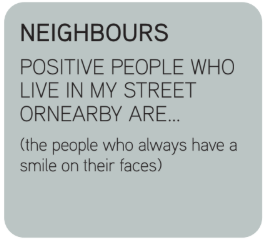 NEIGHBOURS
POSITIVE PEOPLE WHO
LIVE IN MY STREET
ORNEARBY ARE...
(the people who always have a
smile on their faces)